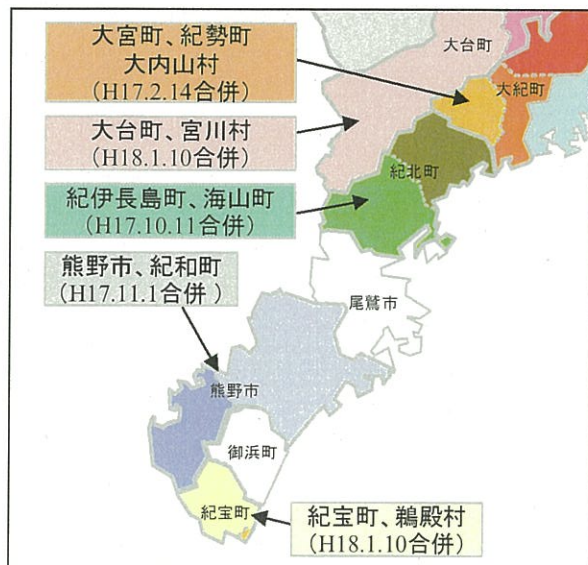 大宮町、紀勢町
大内山村
(H17.2.14合併)
大台町
大紀町
大台町、宮川村
(H18.1.10合併)
紀北町
紀伊長島町、海山町
(H17.10.11合併)
熊野市、紀和町
(H17.11.1合併 )
尾鷲市
熊野市
御浜町
紀宝町
紀宝町、鵜殿村
(H18.1.10合併)